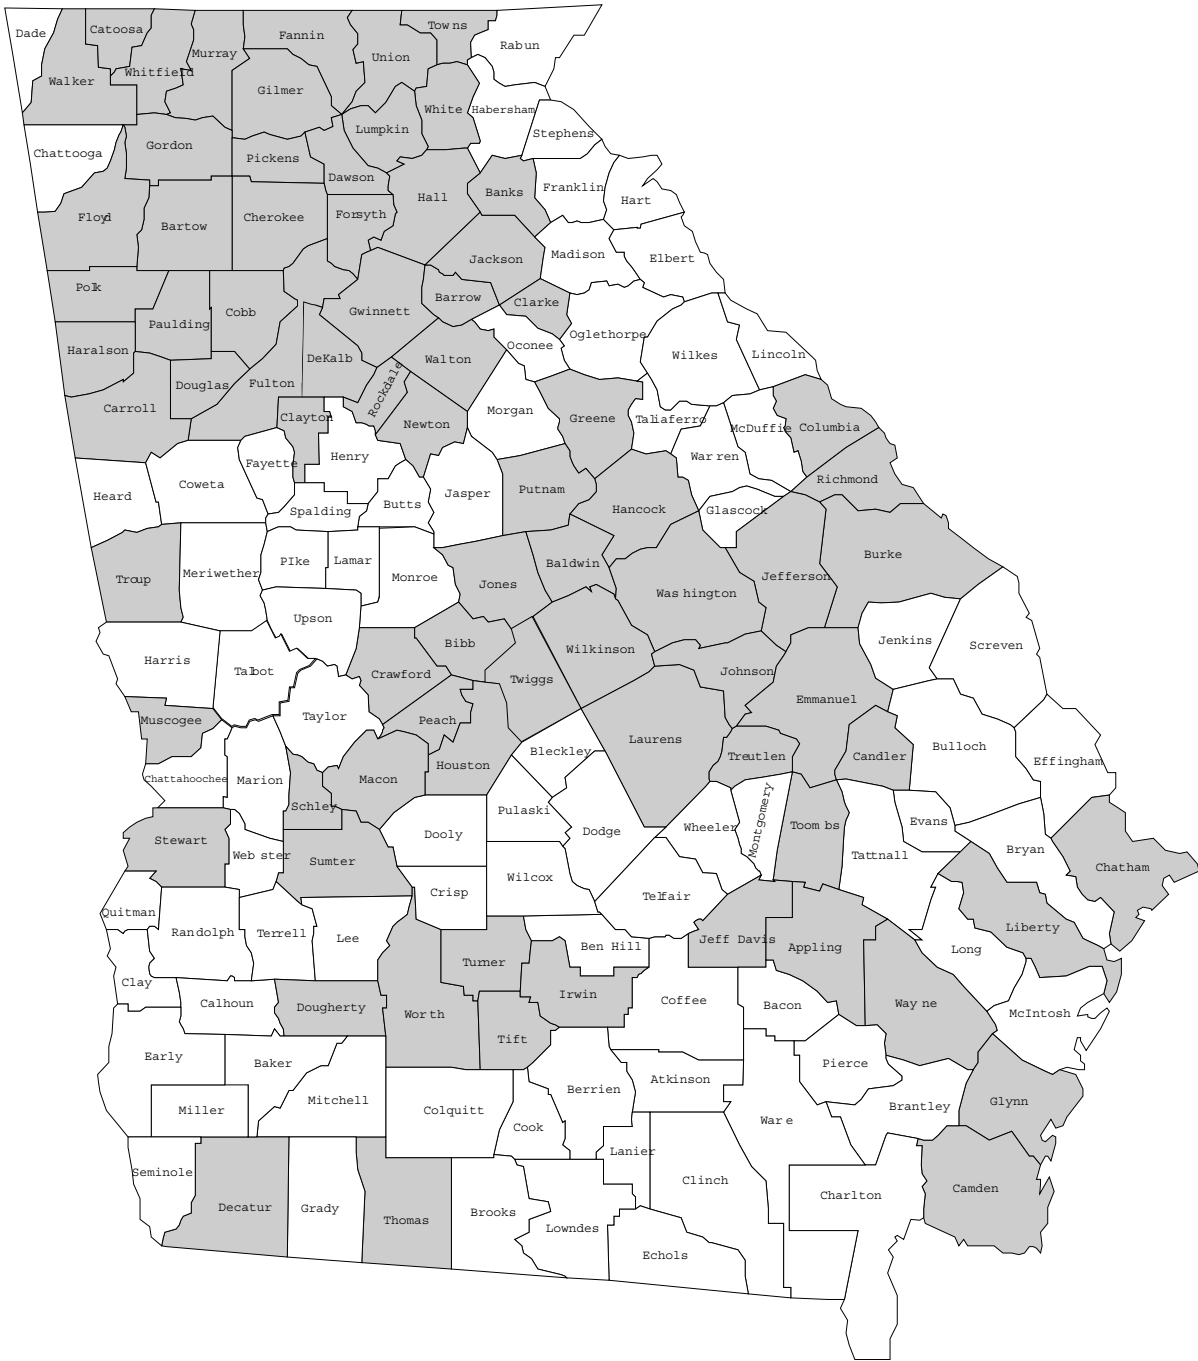 Dade
Catoosa
Fannin
Towns
Rabun
Walker
Whitfield
Murray
Union
Gilmer
White
Habersham
Lumpkin
Stephens
Chattooga
Gordon
Pickens
Dawson
Hall
Banks
Franklin
Hart
Floyd
Bartow
Cherokee
Forsyth
Jackson
Madison
Elbert
Polk
Paulding
Cobb
Gwinnett
Barrow
Clarke
Oglethorpe
Haralson
Douglas
Fulton
DeKalb
Rockdale
Walton
Oconee
Wilkes
Lincoln
Carroll
Clayton
Newton
Morgan
Greene
Taliaferro
McDuffie
Columbia
Heard
Coweta
Fayette
Henry
Spalding
Butts
Jasper
Putnam
Hancock
Warren
Glascock
Richmond
Troup
Meriwether
PIke
Lamar
Monroe
Jones
Baldwin
Washington
Jefferson
Burke
Upson
Harris
Talbot
Crawford
Bibb
Twiggs
Wilkinson
Johnson
Jenkins
Screven
Muscogee
Taylor
Peach
Houston
Bleckley
Laurens
Treutlen
Emmanuel
Candler
Bulloch
Effingham
Chattahoochee
Marion
Schley
Macon
Dooly
Pulaski
Dodge
Wheeler
Montgomery
Toombs
Tattnall
Evans
Bryan
Chatham
Stewart
Webster
Sumter
Crisp
Wilcox
Telfair
Quitman
Randolph
Terrell
Lee
Turner
Ben Hill
Jeff Davis
Appling
Long
Liberty
Clay
Calhoun
Dougherty
Worth
Tift
Irwin
Coffee
Bacon
Wayne
McIntosh
Early
Baker
Miller
Mitchell
Colquitt
Cook
Berrien
Atkinson
Ware
Pierce
Brantley
Glynn
Lanier
Seminole
Decatur
Grady
Thomas
Brooks
Lowndes
Clinch
Echols
Charlton
Camden